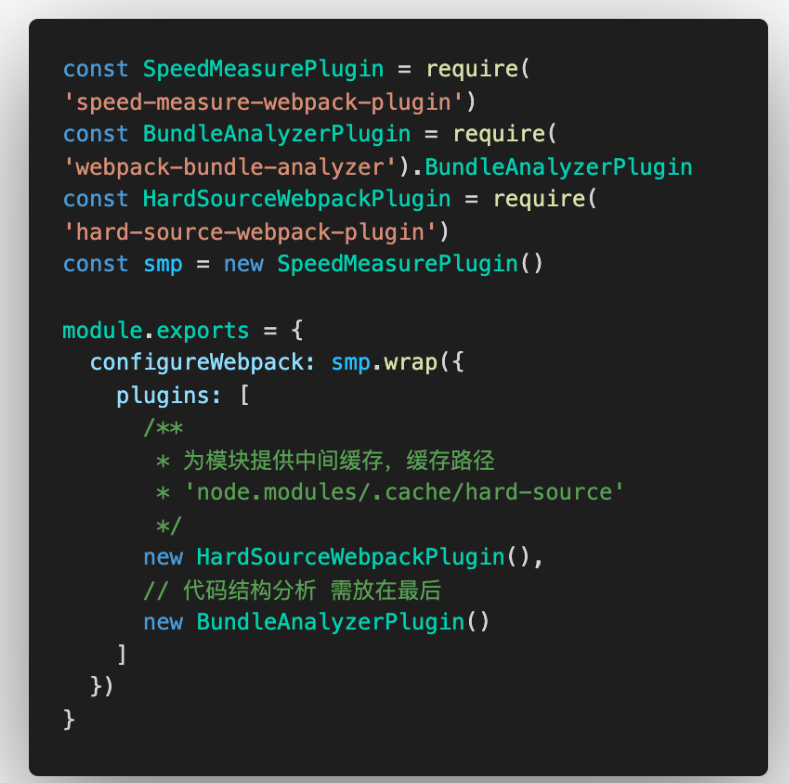 const SpeedMeasurePlugin = require(
'speed-measure-webpack-plugin')
const BundleAnalyzerPlugin = require(
'webpack-bundle-analyzer').BundleAnalyzerPlugin
const HardSourceWebpackPlugin = require(
'hard-source-webpack-plugin')
const smp = new SpeedMeasurePlugin()

module.exports = {
  configureWebpack: smp.wrap({
    plugins: [
      /**
       * 为模块提供中间缓存，缓存路径
       * 'node.modules/.cache/hard-source'
       */
      new HardSourceWebpackPlugin(),
      // 代码结构分析 需放在最后
      new BundleAnalyzerPlugin()
    ]
  })
}